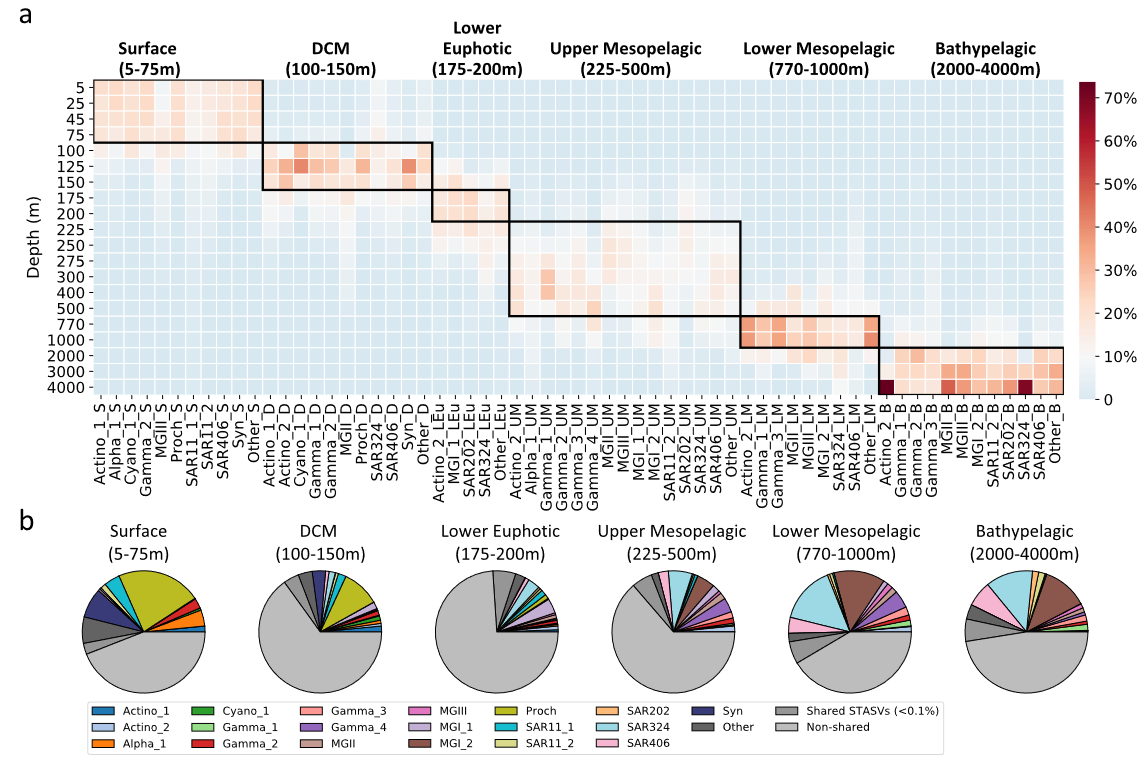 a
Surface
(5-75m)
DCM
(100-150m)
Lower
Euphotic
(175-200m)
Upper Mesopelagic
(225-500m)
Lower Mesopelagic
(770-1000m)
Bathypelagic
(2000-4000m)
Depth (m)
5
25
45
75
100
125
150
175
200
225
250
275
300
400
500
770
1000
2000
3000
4000
70%
60%
50%
40%
30%
20%
10%
0
Actino_1_S
Alpha_1_S
Cyano_1_S
Gamma_2_S
MGIII_S
Proch_S
SAR11_1_S
SAR11_2
SAR406_S
Syn_S
Other_S
Actino_1_D
Actino_2_D
Cyano_1_D
Gamma_1_D
Gamma_2_D
MGII_D
Proch_D
SAR324_D
SAR406_D
Syn_D
Other_D
Actino_2_LEu
MGI_1_LEu
SAR202_LEu
SAR324_LEu
Other_LEu
Actino_2_UM
Alpha_1_UM
Gamma_1_UM
Gamma_2_UM
Gamma_3_UM
Gamma_4_UM
MGII_UM
MGIII_UM
MGI_1_UM
MGI_2_UM
SAR11_2_UM
SAR202_UM
SAR324_UM
SAR406_UM
Other_UM
Actino_2_LM
Gamma_1_LM
Gamma_3_LM
MGII_LM
MGIII_LM
MGI_2_LM
SAR324_LM
SAR406_LM
Other_LM
Actino_2_B
Gamma_1_B
Gamma_2_B
Gamma_3_B
MGII_B
MGIII_B
MGI_2_B
SAR11_2_B
SAR202_B
SAR324_B
SAR406_B
Other_B
b
Surface
(5-75m)
DCM
(100-150m)
Lower Euphotic
(175-200m)
Upper Mesopelagic
(225-500m)
Lower Mesopelagic
(770-1000m)
Bathypelagic
(2000-4000m)
Actino_1
Actino_2
Alpha_1
Cyano_1
Gamma_1
Gamma_2
Gamma_3
Gamma_4
MGII
MGIII
MGI_1
MGI_2
Proch
SAR11_1
SAR11_2
SAR202
SAR324
SAR406
Syn
Other
Shared STASVs (<0.1%)
Non-shared